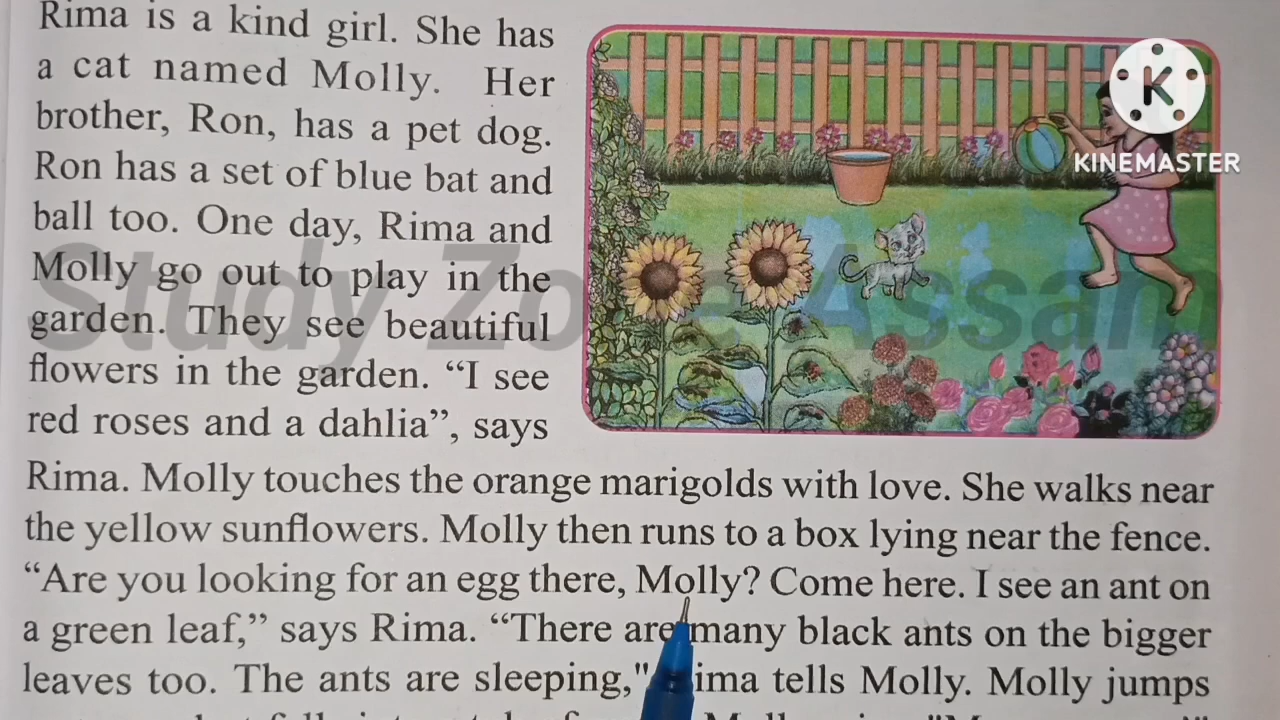 Rima is a kind girl. She has
a cat named Molly. Her
brother, Ron, has a pet dog.
Ron has a set of blue bat and
ball too. One day, Rima and
Molly go out to play in the
garden. They see beautiful
flowers in the garden. “I see
red roses and a dahlia”, says
Rima. Molly touches the orange marigolds with love. She walks near
the yellow sunflowers. Molly then runs to a box lying near the fence.
“Are you looking for an egg there, Molly? Come here. I see an ant on
a green leaf,” says Rima. “There are many black ants on the bigger
leaves too. The ants are sleeping," Rima tells Molly. Molly jumps
K
KINEMASTER
Study Zone Assam